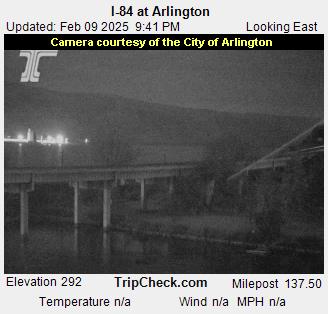 I-84 at Arlington
Updated: Feb 09 2025 9:41 PM Looking East
Camera courtesy of the City of Arlington
Elevation 292 TripCheck.com Milepost 137.50
Temperature n/a Wind n/a MPH n/a